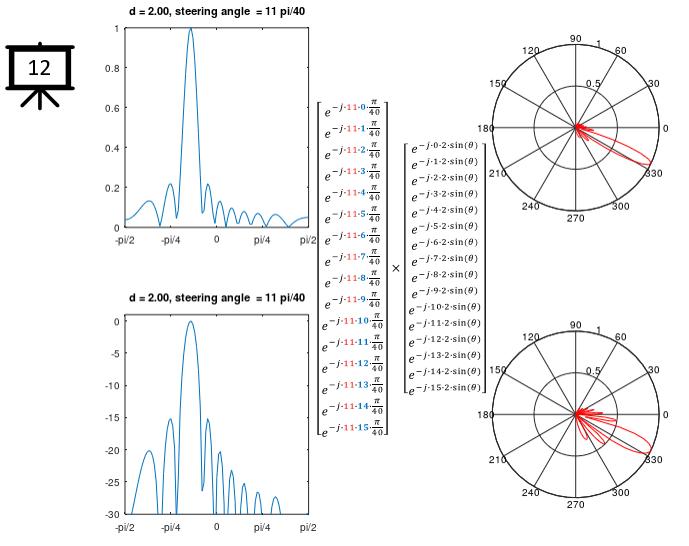 12
d = 2.00, steering angle = 11 pi/40
1
0.8
0.6
0.4
0.2
0
-pi/2
-pi/4
0
pi/4
pi/2
d = 2.00, steering angle = 11 pi/40
0
-5
-10
-15
-20
-25
-30
-pi/2
-pi/4
0
pi/4
pi/2
e^{-j·11·0·π/40}
e^{-j·11·1·π/40}
e^{-j·11·2·π/40}
e^{-j·11·3·π/40}
e^{-j·11·4·π/40}
e^{-j·11·5·π/40}
e^{-j·11·6·π/40}
e^{-j·11·7·π/40}
e^{-j·11·8·π/40}
e^{-j·11·9·π/40}
e^{-j·11·10·π/40}
e^{-j·11·11·π/40}
e^{-j·11·12·π/40}
e^{-j·11·13·π/40}
e^{-j·11·14·π/40}
e^{-j·11·15·π/40}
×
e^{-j·0·2·sin(θ)}
e^{-j·1·2·sin(θ)}
e^{-j·2·2·sin(θ)}
e^{-j·3·2·sin(θ)}
e^{-j·4·2·sin(θ)}
e^{-j·5·2·sin(θ)}
e^{-j·6·2·sin(θ)}
e^{-j·7·2·sin(θ)}
e^{-j·8·2·sin(θ)}
e^{-j·9·2·sin(θ)}
e^{-j·10·2·sin(θ)}
e^{-j·11·2·sin(θ)}
e^{-j·12·2·sin(θ)}
e^{-j·13·2·sin(θ)}
e^{-j·14·2·sin(θ)}
e^{-j·15·2·sin(θ)}
90
120
1
60
150
0.5
30
180
0
210
330
240
300
270
90
120
1
60
150
0.5
30
180
0
210
330
240
300
270